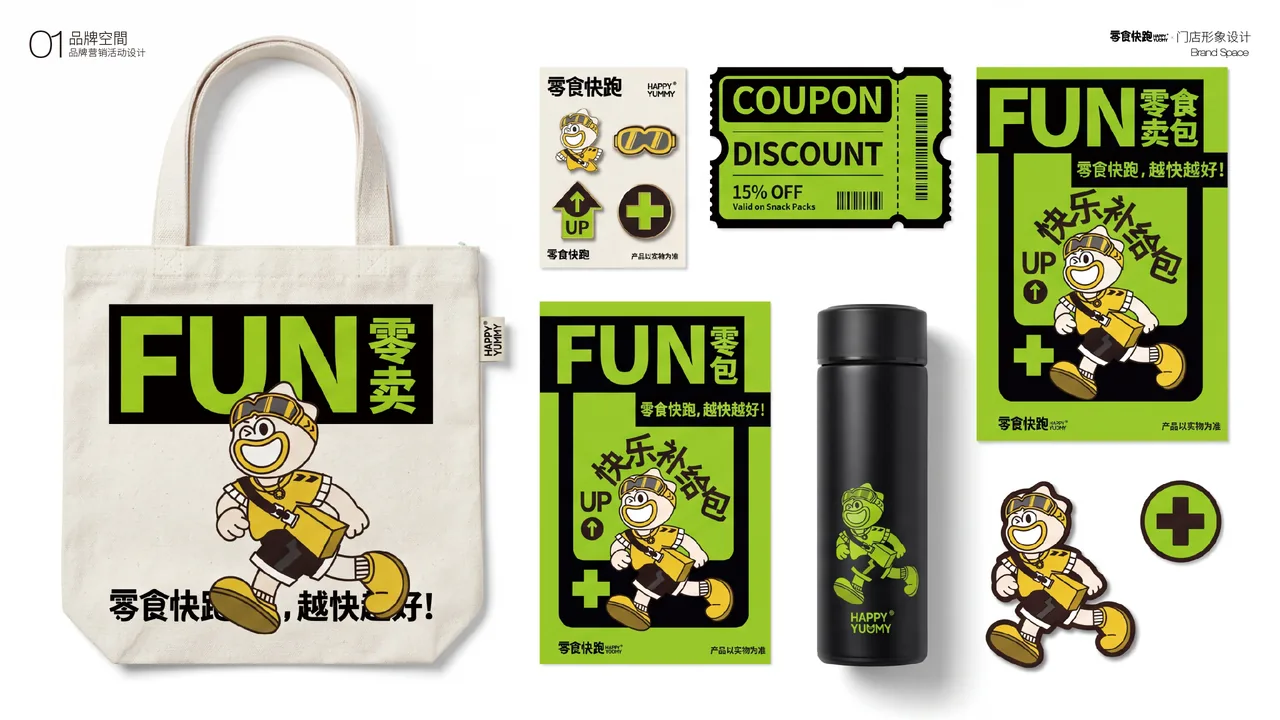 01 品牌空間
品牌营销活动设计
零食快跑 HAPPY YUMMY · 门店形象设计
Brand Space
FUN 零卖
HAPPY®
YUMMY
零食快跑,越快越好!
零食快跑
HAPPY®
YUMMY
UP
零食快跑
产品以实物为准
COUPON
DISCOUNT
15% OFF
Valid on Snack Packs
FUN 零食卖包
零食快跑,越快越好!
快乐补给包
UP
零食快跑 HAPPY® YUMMY
产品以实物为准
FUN 零包
零食快跑,越快越好!
快乐补给包
UP
零食快跑 HAPPY® YUMMY
产品以实物为准
HAPPY®
YUMMY